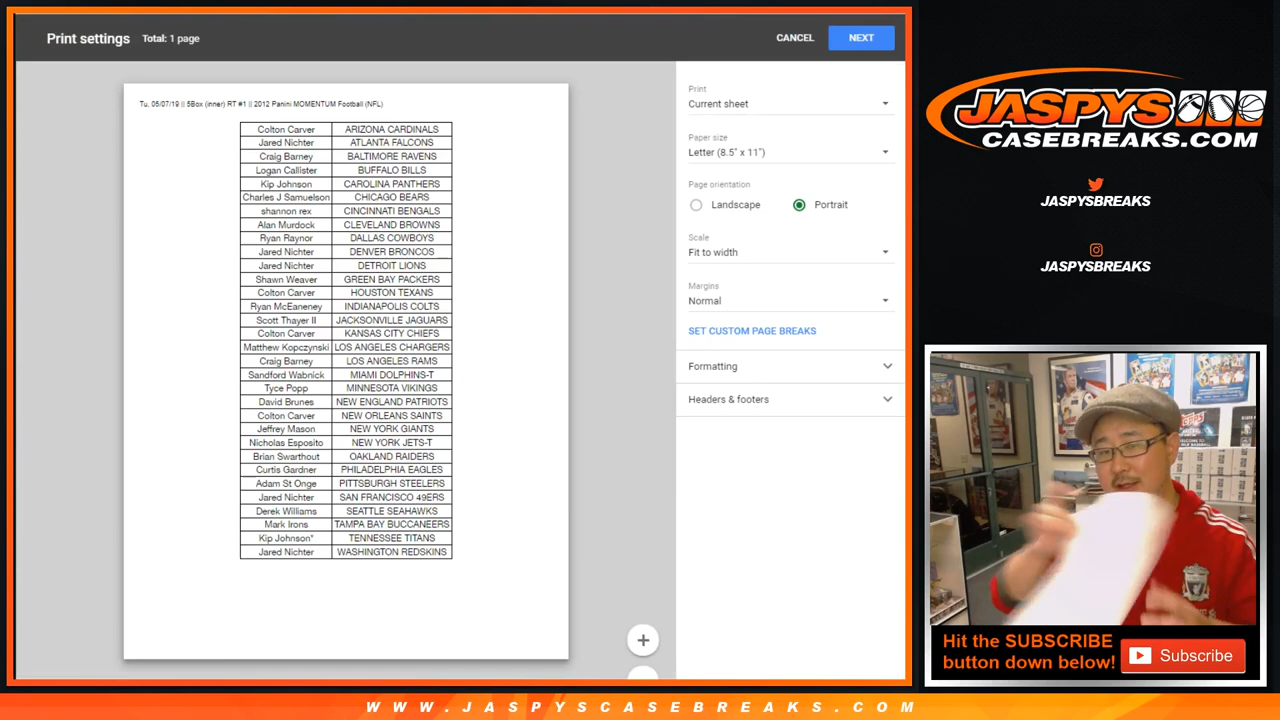 Print settings
Total: 1 page
CANCEL
NEXT
Tu, 05/07/19 || 5Box (inner) RT #1 || 2012 Panini MOMENTUM Football (NFL)
Colton Carver ARIZONA CARDINALS
Jared Nichter ATLANTA FALCONS
Craig Barney BALTIMORE RAVENS
Logan Callister BUFFALO BILLS
Kip Johnson CAROLINA PANTHERS
Charles J Samuelson CHICAGO BEARS
shannon rex CINCINNATI BENGALS
Alan Murdock CLEVELAND BROWNS
Ryan Raynor DALLAS COWBOYS
Jared Nichter DENVER BRONCOS
Jared Nichter DETROIT LIONS
Shawn Weaver GREEN BAY PACKERS
Colton Carver HOUSTON TEXANS
Ryan McEaneney INDIANAPOLIS COLTS
Scott Thayer II JACKSONVILLE JAGUARS
Colton Carver KANSAS CITY CHIEFS
Matthew Kopczynski LOS ANGELES CHARGERS
Craig Barney LOS ANGELES RAMS
Sandford Wabnick MIAMI DOLPHINS-T
Tyce Popp MINNESOTA VIKINGS
David Brunes NEW ENGLAND PATRIOTS
Colton Carver NEW ORLEANS SAINTS
Jeffrey Mason NEW YORK GIANTS
Nicholas Esposito NEW YORK JETS-T
Brian Swarthout OAKLAND RAIDERS
Curtis Gardner PHILADELPHIA EAGLES
Adam St Onge PITTSBURGH STEELERS
Jared Nichter SAN FRANCISCO 49ERS
Derek Williams SEATTLE SEAHAWKS
Mark Irons TAMPA BAY BUCCANEERS
Kip Johnson* TENNESSEE TITANS
Jared Nichter WASHINGTON REDSKINS
Print
Current sheet
Paper size
Letter (8.5" x 11")
Page orientation
Landscape
Portrait
Scale
Fit to width
Margins
Normal
SET CUSTOM PAGE BREAKS
Formatting
Headers & footers
JASPYS
CASEBREAKS.COM
JASPYSBREAKS
JASPYSBREAKS
Hit the SUBSCRIBE
button down below!
Subscribe
WWW.JASPYSCASEBREAKS.COM